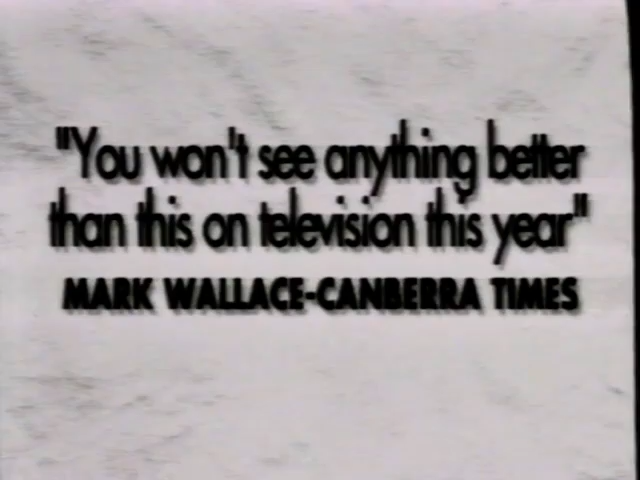 "You won't see anything better
than this on television this year"
MARK WALLACE-CANBERRA TIMES